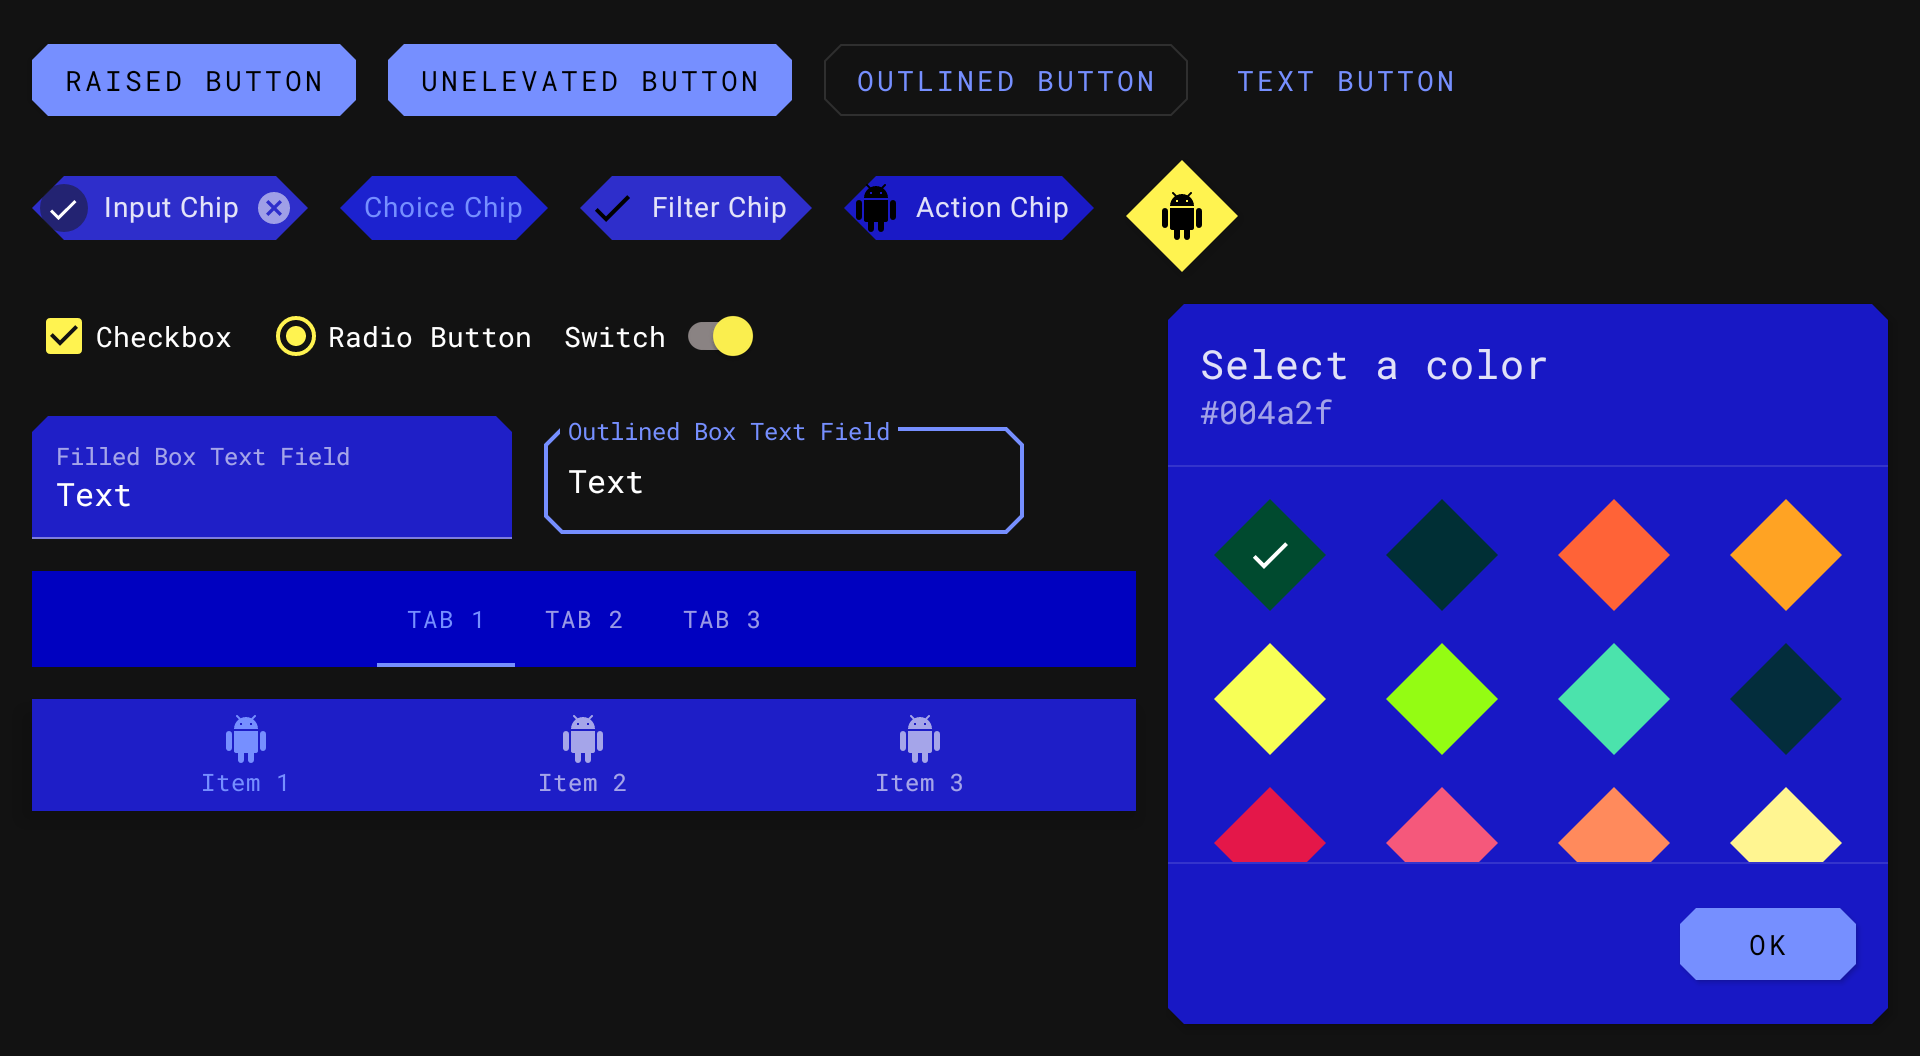 RAISED BUTTON
UNELEVATED BUTTON
OUTLINED BUTTON
TEXT BUTTON
Input Chip
Choice Chip
Filter Chip
Action Chip
Checkbox
Radio Button
Switch
Filled Box Text Field
Text
Outlined Box Text Field
Text
TAB 1
TAB 2
TAB 3
Item 1
Item 2
Item 3
Select a color
#004a2f
OK